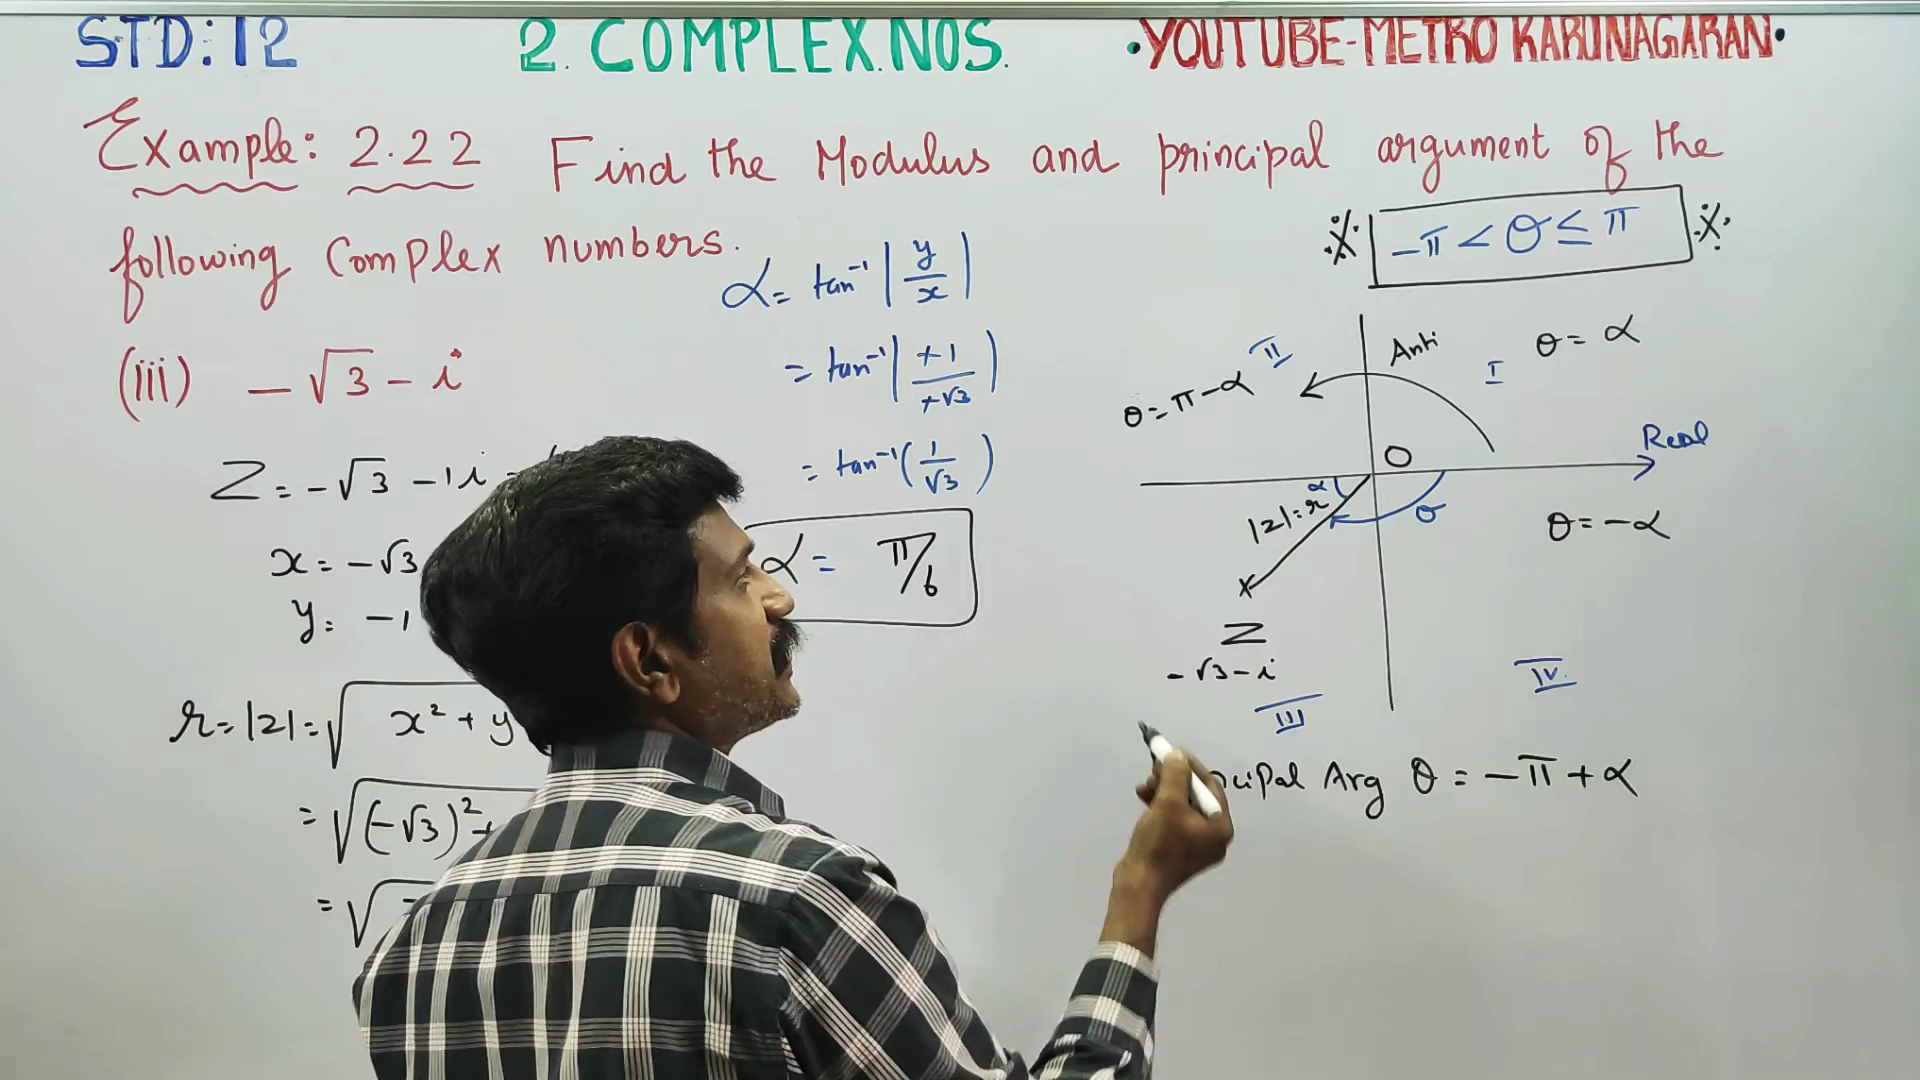 STD: 12 2. COMPLEX.NOS. •YOUTUBE-METRO KARUNAGARAN•
Example: 2.22 Find the Modulus and principal argument of the
following Complex numbers.
-π < θ ≤ π
(iii) -√3 - i
Z = -√3 - 1i
x = -√3
y = -1
r = |z| = √x² + y
= √(-√3)² +
= √
α = tan⁻¹ |y/x|
= tan⁻¹ |+1/+√3|
= tan⁻¹ (1/√3)
α = π/6
Anti
I θ = α
II
θ = π - α
O
Real
α
|z| = r
θ
θ = -α
Z
-√3 - i
III
IV
Arg θ = -π + α